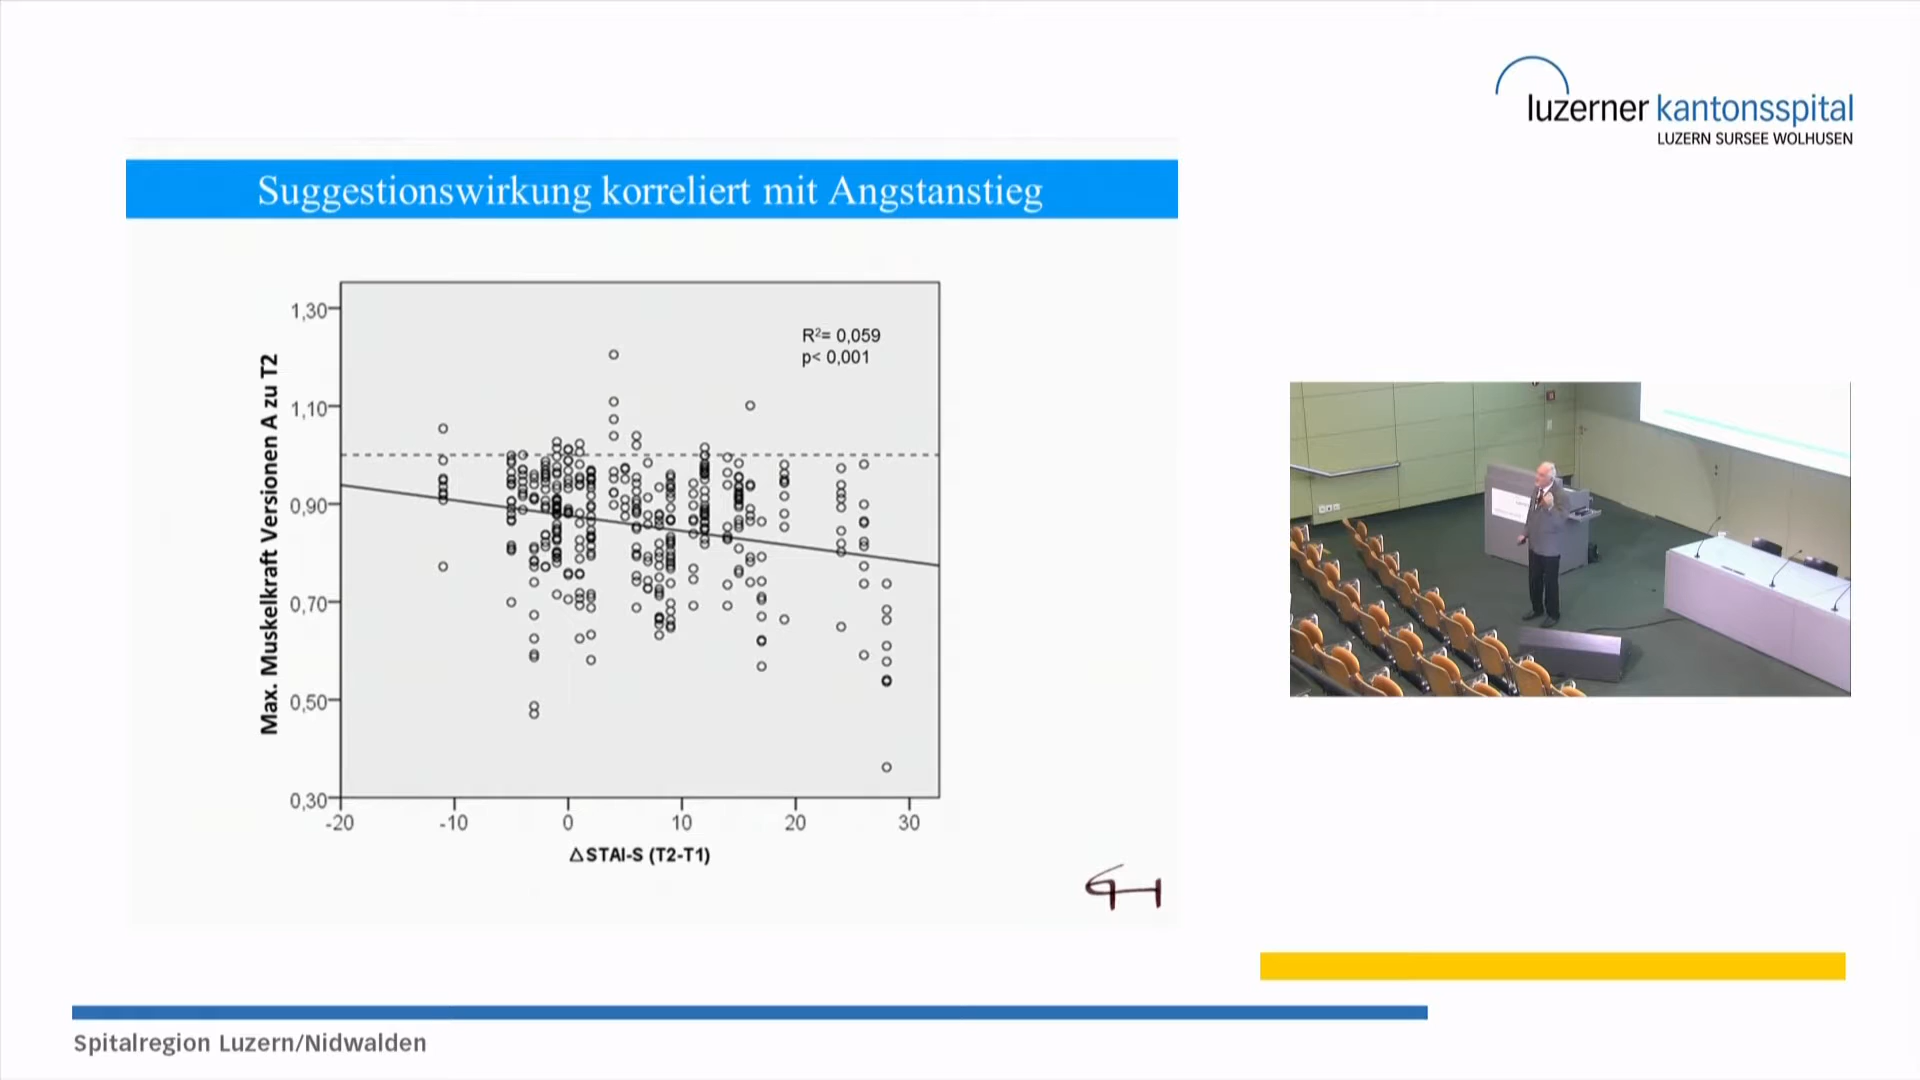 luzerner kantonsspital
LUZERN SURSEE WOLHUSEN
Suggestionswirkung korreliert mit Angstanstieg
Max. Muskelkraft Versionen A zu T2
1,30
1,10
0,90
0,70
0,50
0,30
R²= 0,059
p< 0,001
-20
-10
0
10
20
30
△STAI-S (T2-T1)
Spitalregion Luzern/Nidwalden